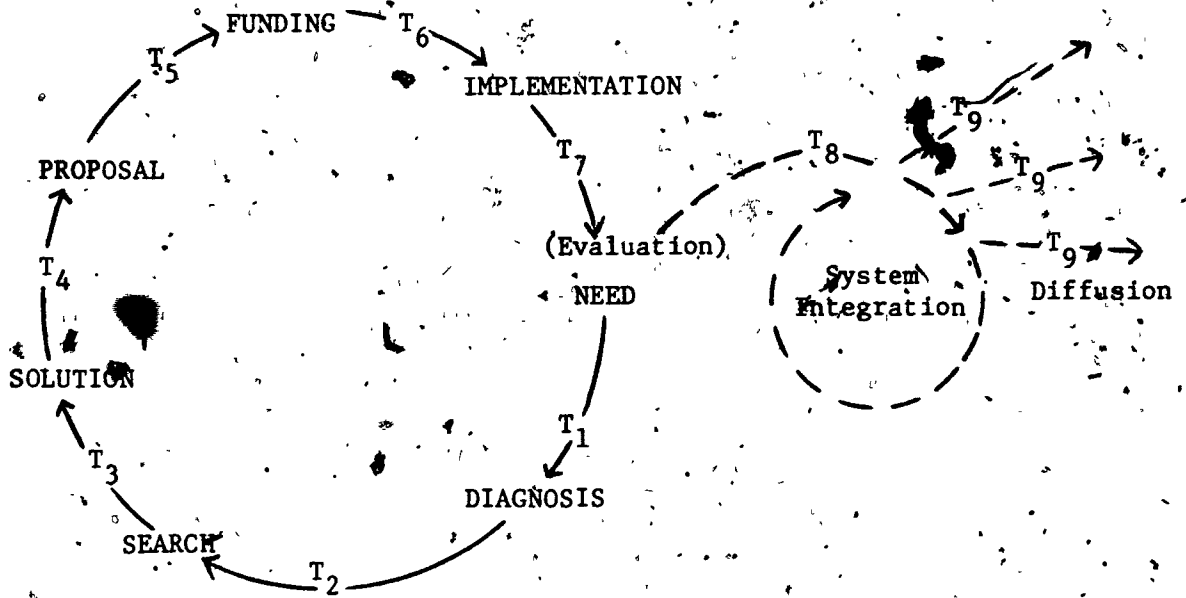 FUNDING
T6
T5
IMPLEMENTATION
T9
T8
T7
T9
PROPOSAL
(Evaluation)
T9
T4
System
Integration
Diffusion
NEED
SOLUTION
T1
T3
DIAGNOSIS
SEARCH
T2